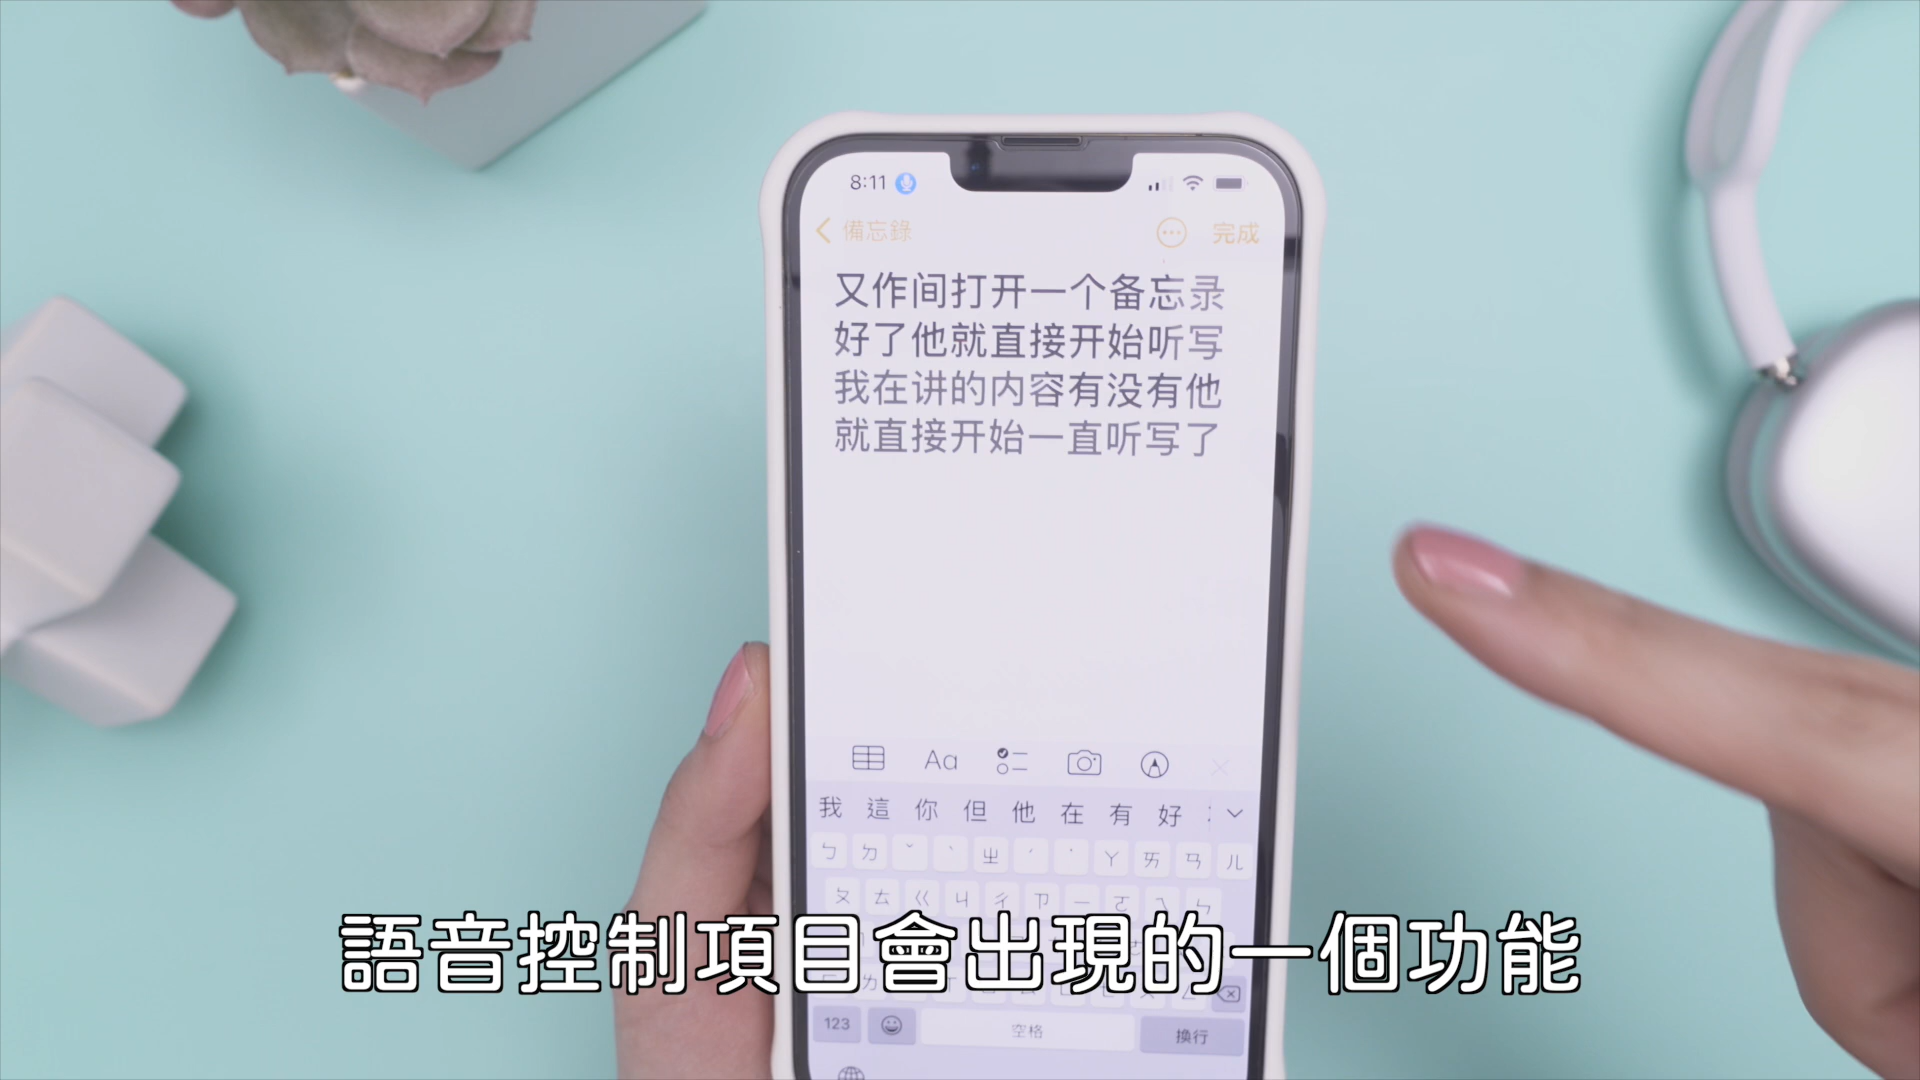 8:11
備忘錄
完成
又作间打开一个备忘录
好了他就直接开始听写
我在讲的内容有没有他
就直接开始一直听写了
Aa
我 這 你 但 他 在 有 好
ㄅ ㄉ ˇ ˋ ㄓ ˊ ˙ ㄚ ㄞ ㄢ ㄦ
ㄆ ㄊ ㄍ ㄐ ㄔ ㄗ ㄧ ㄛ ㄟ ㄣ
語音控制項目會出現的一個功能
123
空格
換行